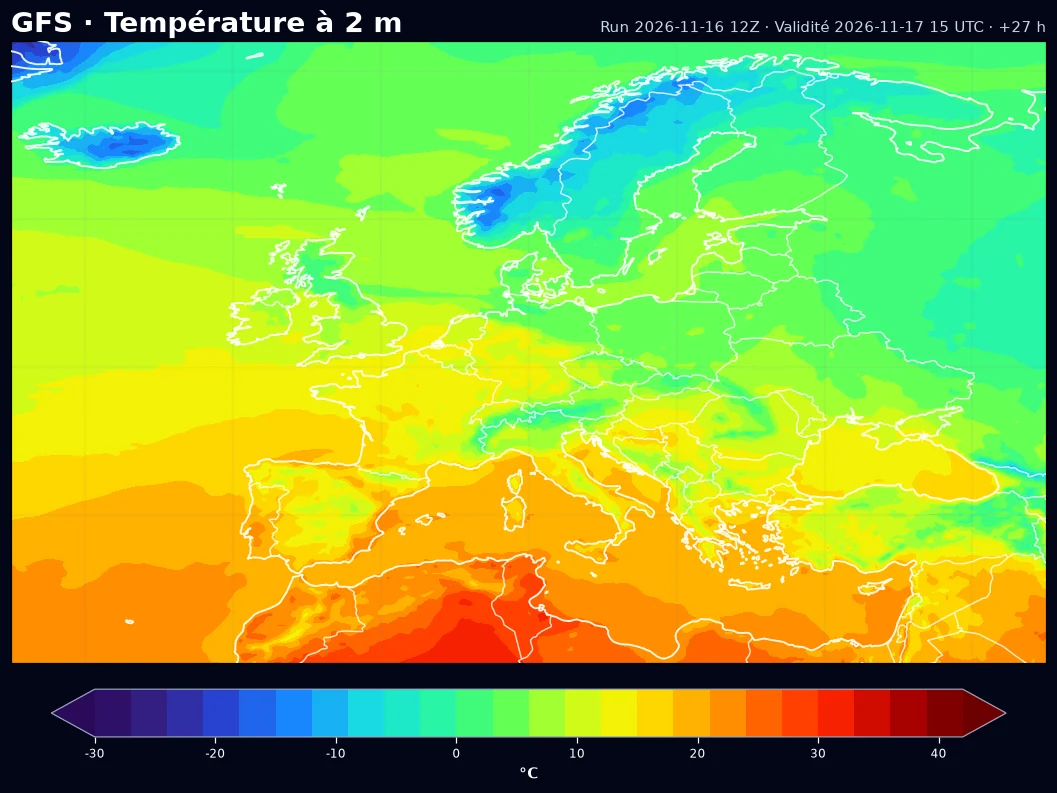 GFS · Température à 2 m
Run 2026-11-16 12Z · Validité 2026-11-17 15 UTC · +27 h
-30 -20 -10 0 10 20 30 40
°C